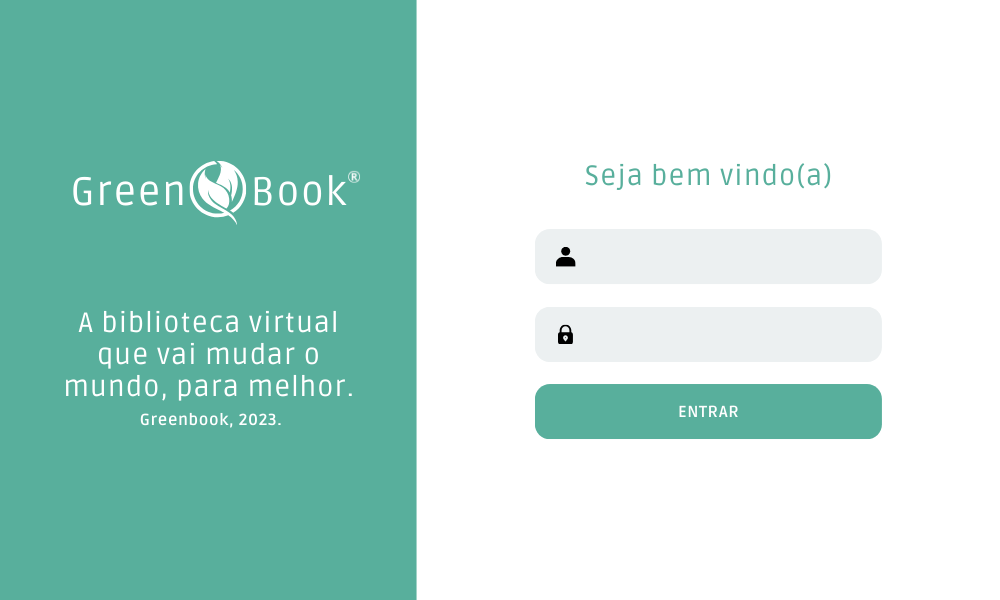 Green Book®
A biblioteca virtual
que vai mudar o
mundo, para melhor.
Greenbook, 2023.
Seja bem vindo(a)
ENTRAR